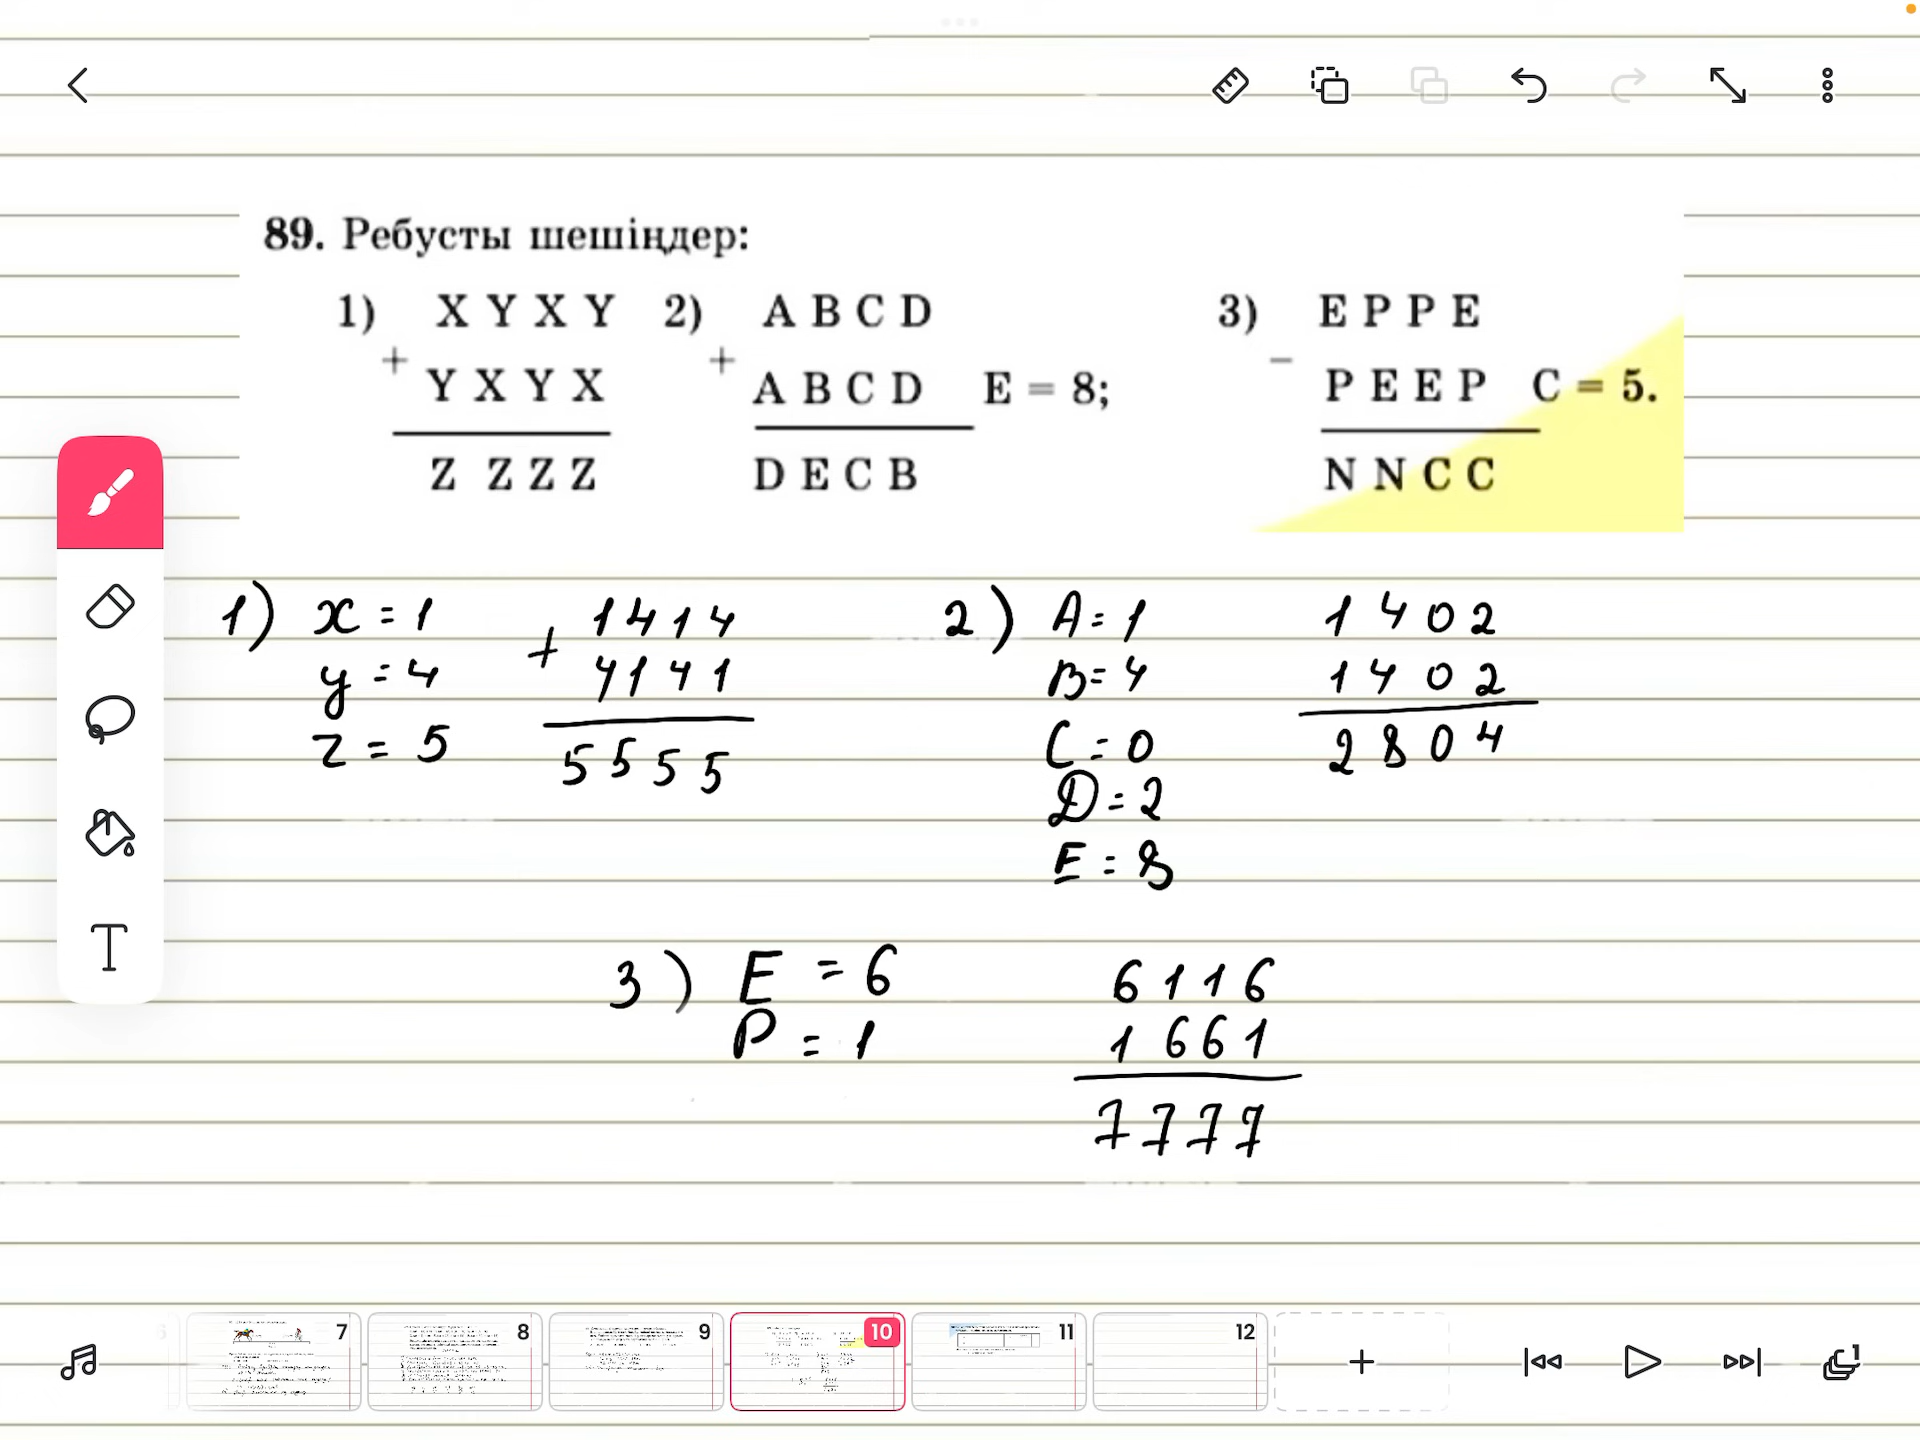 89. Ребусты шешіңдер:
1) X Y X Y 2) A B C D 3) E P P E
+ + −
Y X Y X A B C D E = 8; P E E P C = 5.
Z Z Z Z D E C B N N C C
1) x = 1 1414 2) A = 1 1402
+
y = 4 4141 B = 4 1402
z = 5 5555 C = 0 2804
D = 2
E = 8
3) E = 6 6116
P = 1 1661
7777
T
7 8 9 10 11 12
1